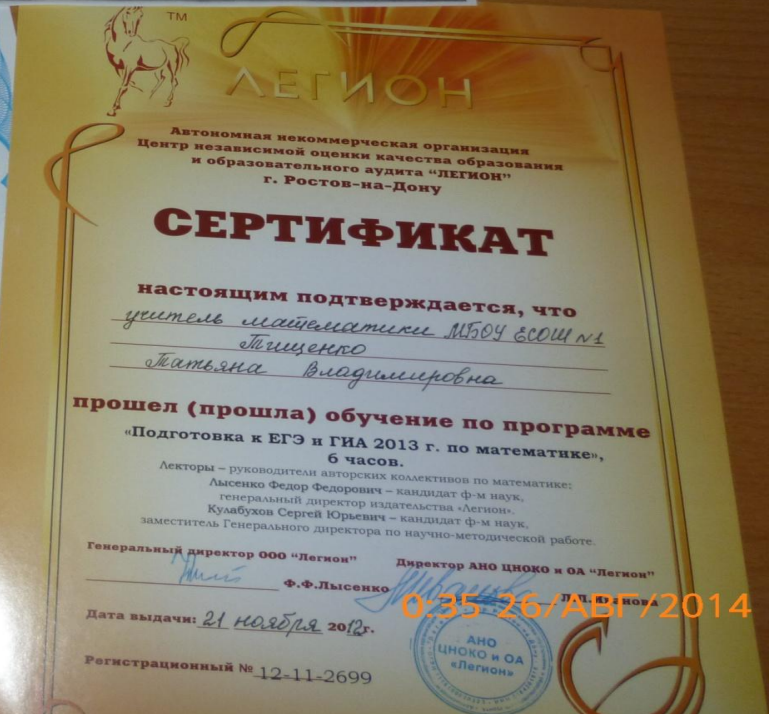 TM
ЛЕГИОН
Автономная некоммерческая организация
Центр независимой оценки качества образования
и образовательного аудита "ЛЕГИОН"
г. Ростов-на-Дону
СЕРТИФИКАТ
настоящим подтверждается, что
учитель математики МБОУ ЕСОШ №1
Тищенко
Татьяна Владимировна
прошел (прошла) обучение по программе
«Подготовка к ЕГЭ и ГИА 2013 г. по математике»,
6 часов.
Лекторы – руководители авторских коллективов по математике:
Лысенко Федор Федорович – кандидат ф-м наук,
генеральный директор издательства «Легион».
Кулабухов Сергей Юрьевич – кандидат ф-м наук,
заместитель Генерального директора по научно-методической работе.
Генеральный директор ООО "Легион"
Ф.Ф.Лысенко
Директор АНО ЦНОКО и ОА "Легион"
0:35 26/АВГ/2014
Дата выдачи: 21 ноября 2012г.
АНО
ЦНОКО и ОА
«Легион»
Регистрационный № 12-11-2699